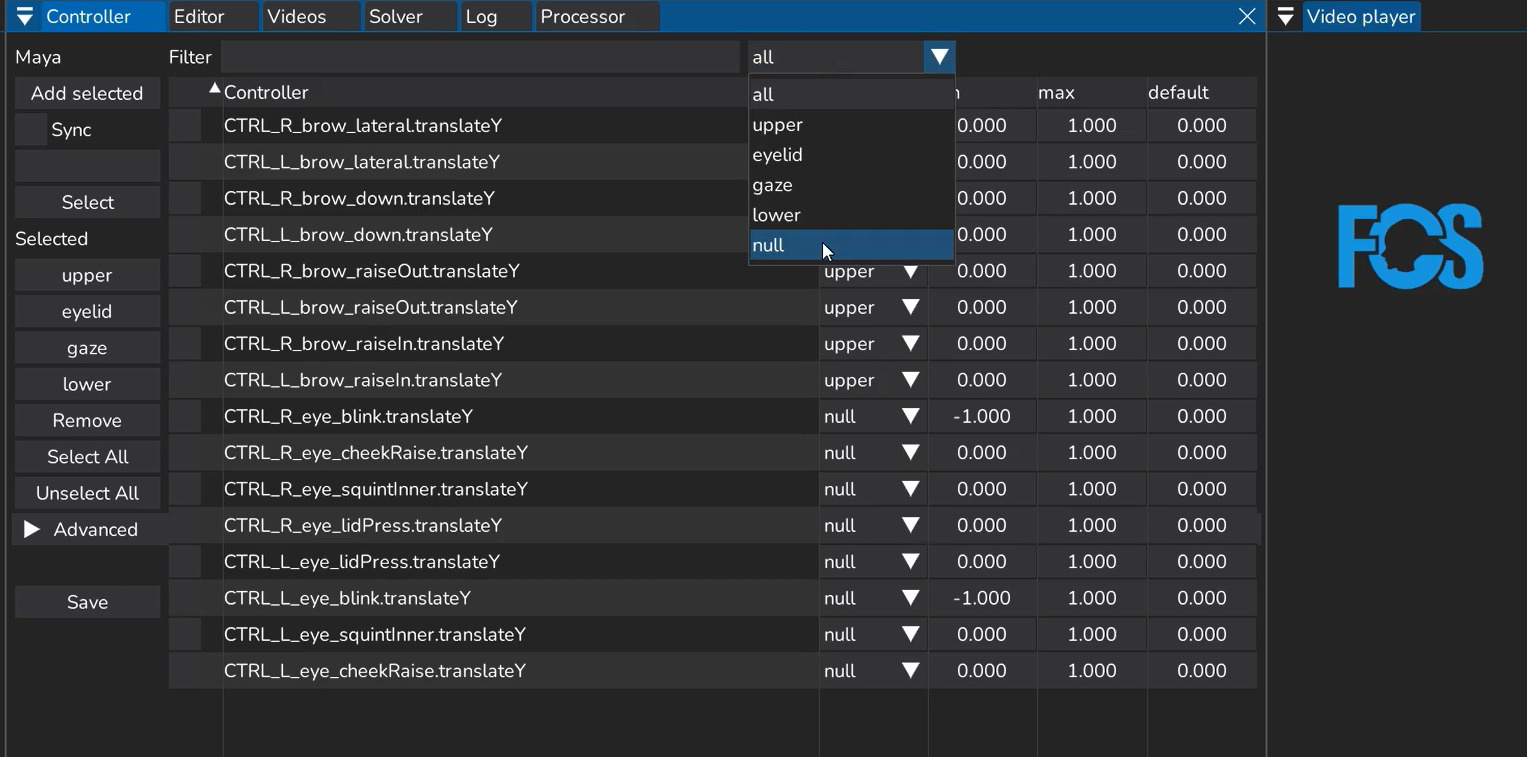 Controller Editor Videos Solver Log Processor Video player
Maya Filter all
Add selected Controller all max default
Sync CTRL_R_brow_lateral.translateY upper 0.000 1.000 0.000
CTRL_L_brow_lateral.translateY eyelid 0.000 1.000 0.000
Select CTRL_R_brow_down.translateY gaze 0.000 1.000 0.000
Selected CTRL_L_brow_down.translateY lower 0.000 1.000 0.000
null
upper CTRL_R_brow_raiseOut.translateY upper 0.000 1.000 0.000
eyelid CTRL_L_brow_raiseOut.translateY upper 0.000 1.000 0.000
gaze CTRL_R_brow_raiseIn.translateY upper 0.000 1.000 0.000
lower CTRL_L_brow_raiseIn.translateY upper 0.000 1.000 0.000
Remove CTRL_R_eye_blink.translateY null -1.000 1.000 0.000
Select All CTRL_R_eye_cheekRaise.translateY null 0.000 1.000 0.000
Unselect All CTRL_R_eye_squintInner.translateY null 0.000 1.000 0.000
Advanced CTRL_R_eye_lidPress.translateY null 0.000 1.000 0.000
CTRL_L_eye_lidPress.translateY null 0.000 1.000 0.000
Save CTRL_L_eye_blink.translateY null -1.000 1.000 0.000
CTRL_L_eye_squintInner.translateY null 0.000 1.000 0.000
CTRL_L_eye_cheekRaise.translateY null 0.000 1.000 0.000
FCS